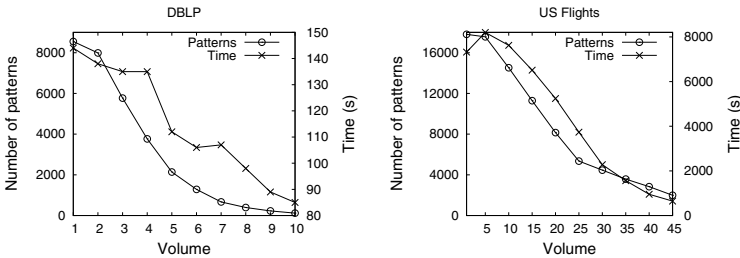 DBLP
Number of patterns
8000
6000
4000
2000
0
Patterns
Time
150
140
130
120
110
100
90
80
Time (s)
1 2 3 4 5 6 7 8 9 10
Volume
US Flights
Number of patterns
16000
12000
8000
4000
0
Patterns
Time
8000
6000
4000
2000
0
Time (s)
5 10 15 20 25 30 35 40 45
Volume